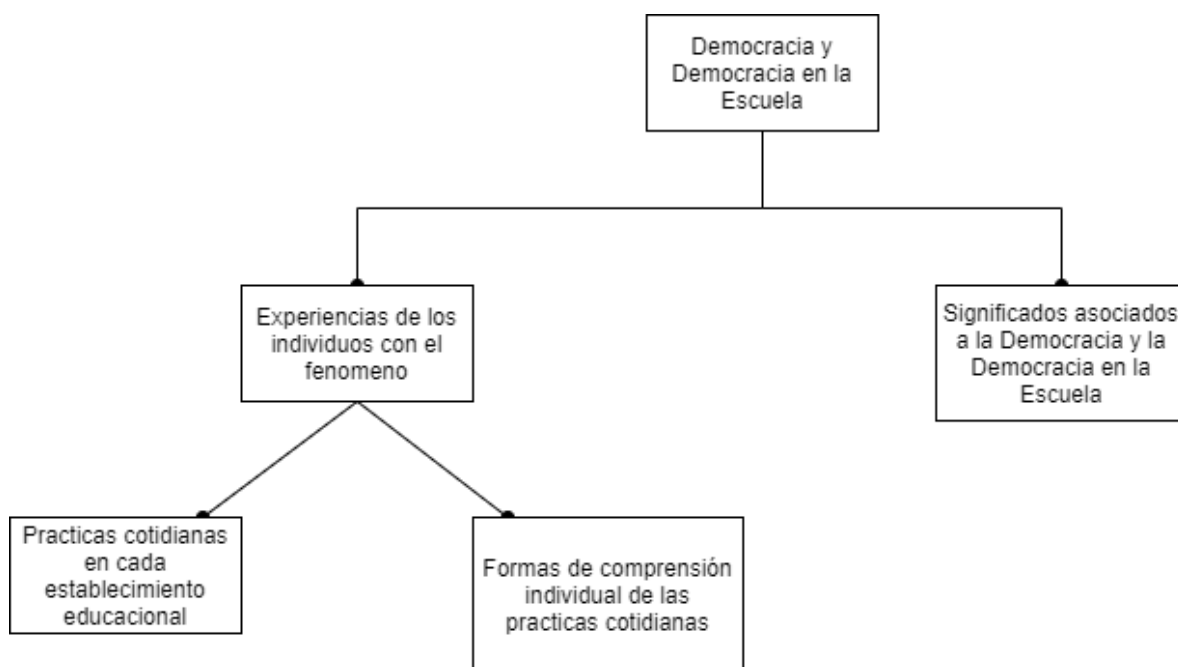 Democracia y
Democracia en la
Escuela
Experiencias de los
individuos con el
fenomeno
Significados asociados
a la Democracia y la
Democracia en la
Escuela
Practicas cotidianas
en cada
establecimiento
educacional
Formas de comprensión
individual de las
practicas cotidianas